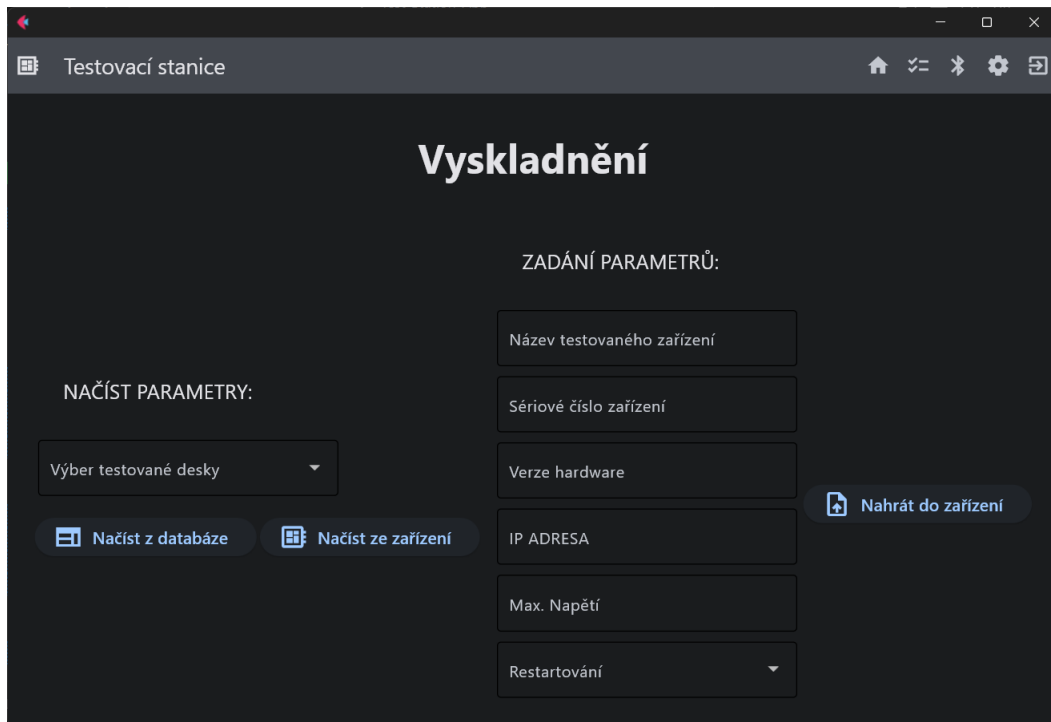 Testovací stanice
Vyskladnění
NAČÍST PARAMETRY:
Výber testované desky
Načíst z databáze
Načíst ze zařízení
ZADÁNÍ PARAMETRŮ:
Název testovaného zařízení
Sériové číslo zařízení
Verze hardware
IP ADRESA
Max. Napětí
Restartování
Nahrát do zařízení